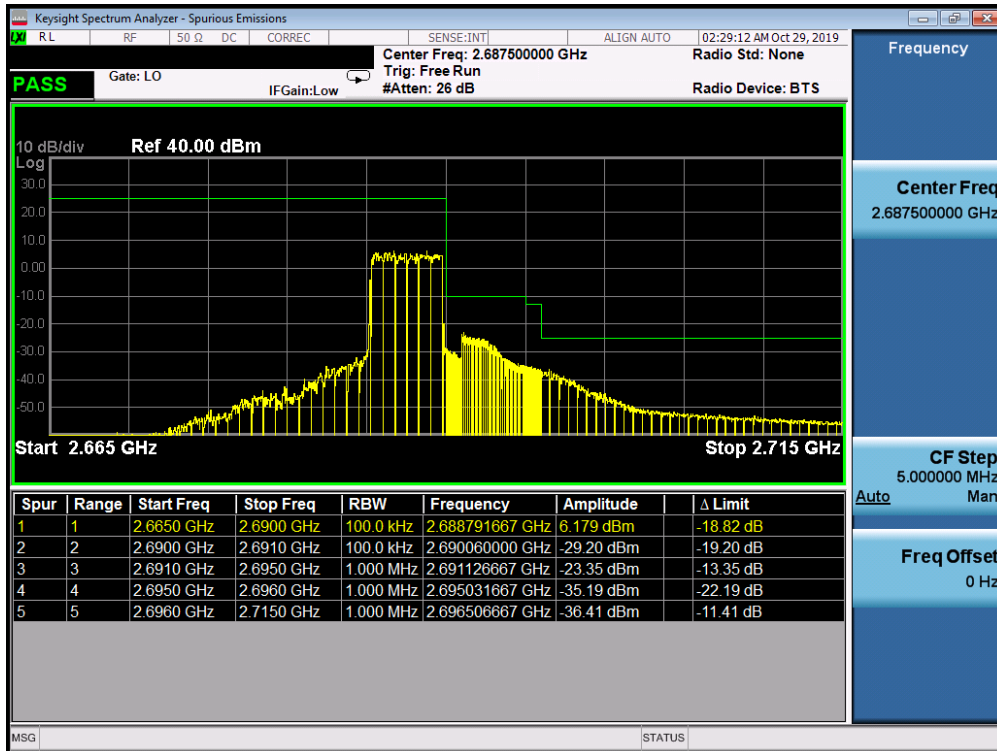 Keysight Spectrum Analyzer - Spurious Emissions
LXI RL RF 50 Ω DC CORREC SENSE:INT ALIGN AUTO 02:29:12 AM Oct 29, 2019
Center Freq: 2.687500000 GHz Radio Std: None
PASS Gate: LO Trig: Free Run
IFGain:Low #Atten: 26 dB Radio Device: BTS
Frequency
10 dB/div Ref 40.00 dBm
Log
30.0
20.0
10.0
0.00
-10.0
-20.0
-30.0
-40.0
-50.0
Start 2.665 GHz Stop 2.715 GHz
Spur Range Start Freq Stop Freq RBW Frequency Amplitude Δ Limit
1 1 2.6650 GHz 2.6900 GHz 100.0 kHz 2.688791667 GHz 6.179 dBm -18.82 dB
2 2 2.6900 GHz 2.6910 GHz 100.0 kHz 2.690060000 GHz -29.20 dBm -19.20 dB
3 3 2.6910 GHz 2.6950 GHz 1.000 MHz 2.691126667 GHz -23.35 dBm -13.35 dB
4 4 2.6950 GHz 2.6960 GHz 1.000 MHz 2.695031667 GHz -35.19 dBm -22.19 dB
5 5 2.6960 GHz 2.7150 GHz 1.000 MHz 2.696506667 GHz -36.41 dBm -11.41 dB
Center Freq
2.687500000 GHz
CF Step
5.000000 MHz
Auto Man
Freq Offset
0 Hz
MSG STATUS